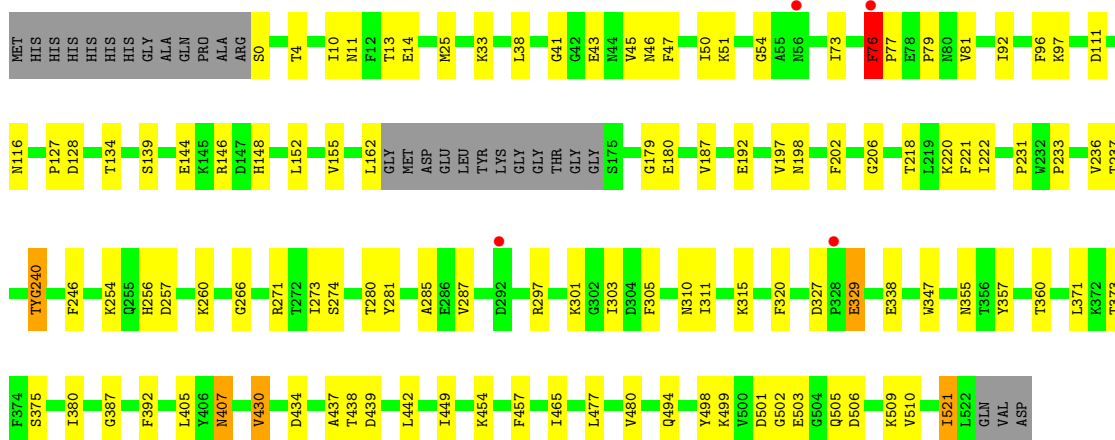 MET HIS HIS HIS HIS HIS HIS GLY ALA GLN PRO ALA ARG S0 T4 I10 N11 F12 T13 E14 M25 K33 L38 G41 G42 E43 N44 V45 N46 F47 I50 K51 G54 A55 N56 I73 F76 P77 E78 P79 N80 V81 I92 F96 K97 D111
N116 P127 D128 T134 S139 E144 K145 R146 D147 H148 L152 V155 L162 GLY MET ASP GLU LEU TYR LYS GLY GLY THR GLY GLY S175 G179 E180 V187 E192 V197 N198 F202 G206 T218 L219 K220 F221 I222 P231 W232 P233 V236 T237
TYG240 F246 K254 Q255 H256 D257 K260 G266 R271 T272 I273 S274 T280 Y281 A285 E286 V287 D292 R297 K301 G302 I303 D304 F305 N310 I311 K315 F320 D327 P328 E329 E338 W347 N355 T356 Y357 T360 L371 K372 T373
F374 S375 I380 G387 F392 L405 Y406 N407 V430 D434 A437 T438 D439 L442 I449 K454 F457 I465 L477 V480 Q494 Y498 K499 V500 D501 G502 E503 G504 Q505 D506 K509 V510 I521 L522 GLN VAL ASP